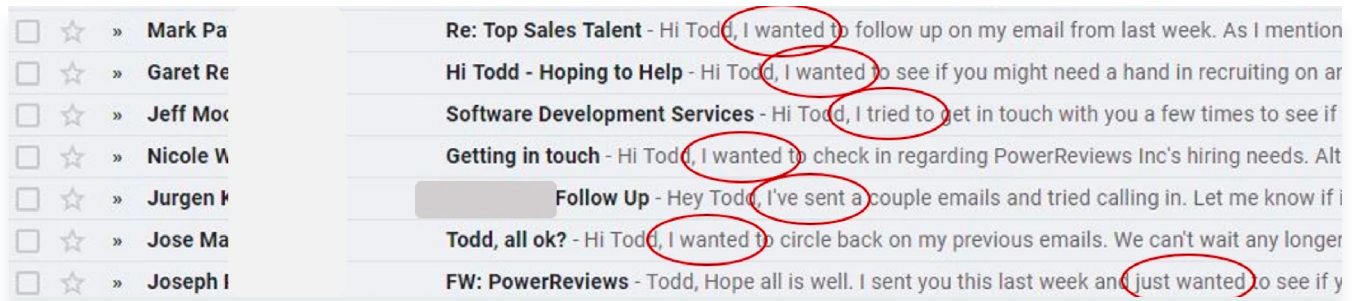 » Mark Pa Re: Top Sales Talent - Hi Todd, I wanted to follow up on my email from last week. As I mention
» Garet Re Hi Todd - Hoping to Help - Hi Todd, I wanted to see if you might need a hand in recruiting on
» Jeff Moo Software Development Services - Hi Todd, I tried to get in touch with you a few times to see if
» Nicole W Getting in touch - Hi Todd, I wanted to check in regarding PowerReviews Inc's hiring needs. Alt
» Jurgen Follow Up - Hey Todd, I've sent a couple emails and tried calling in. Let me know if
» Jose Ma Todd, all ok? - Hi Todd, I wanted to circle back on my previous emails. We can't wait any longer
» Joseph FW: PowerReviews - Todd, Hope all is well. I sent you this last week and just wanted to see if